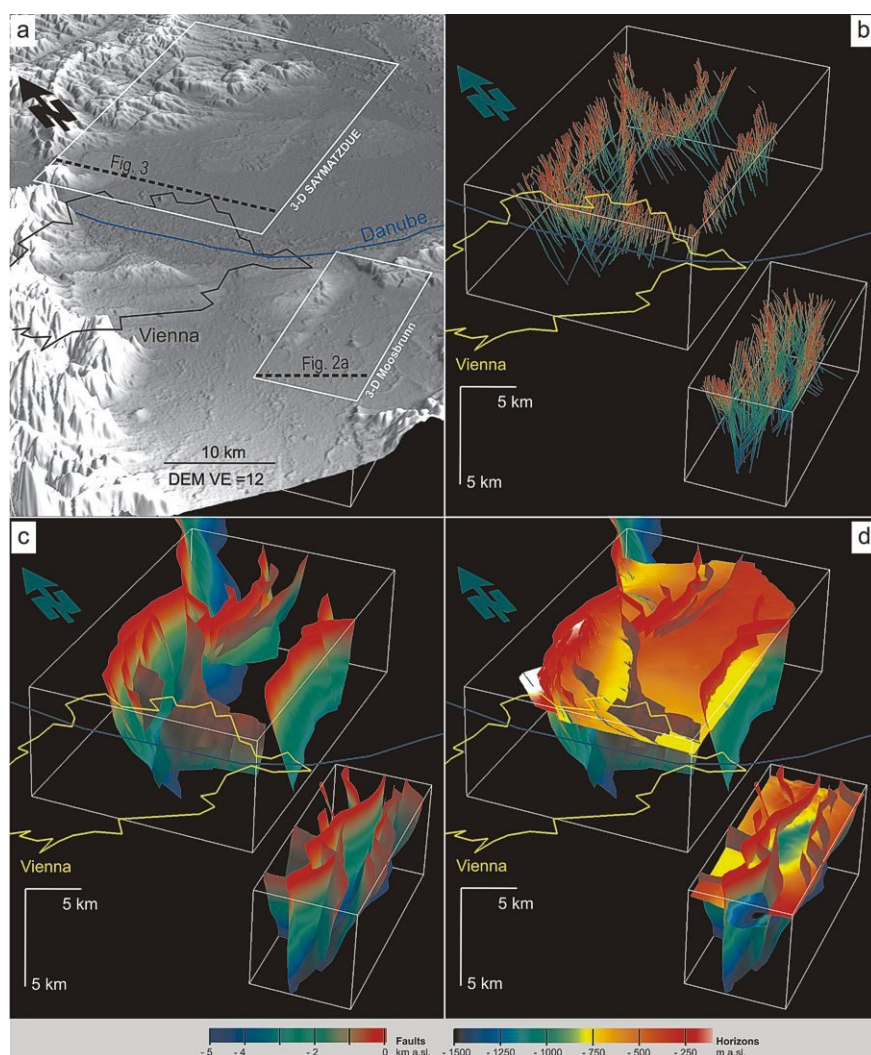 a
N
Fig. 3
3-D SAYMATZDUE
Danube
Vienna
Fig. 2a
3-D Moosbrunn
10 km
DEM VE =12
b
N
Vienna
5 km
5 km
c
N
Vienna
5 km
5 km
d
N
Vienna
5 km
5 km
- 5 - 4 - 2 0 Faults
km a.sl.
- 1500 - 1250 - 1000 - 750 - 500 - 250 Horizons
m a.sl.